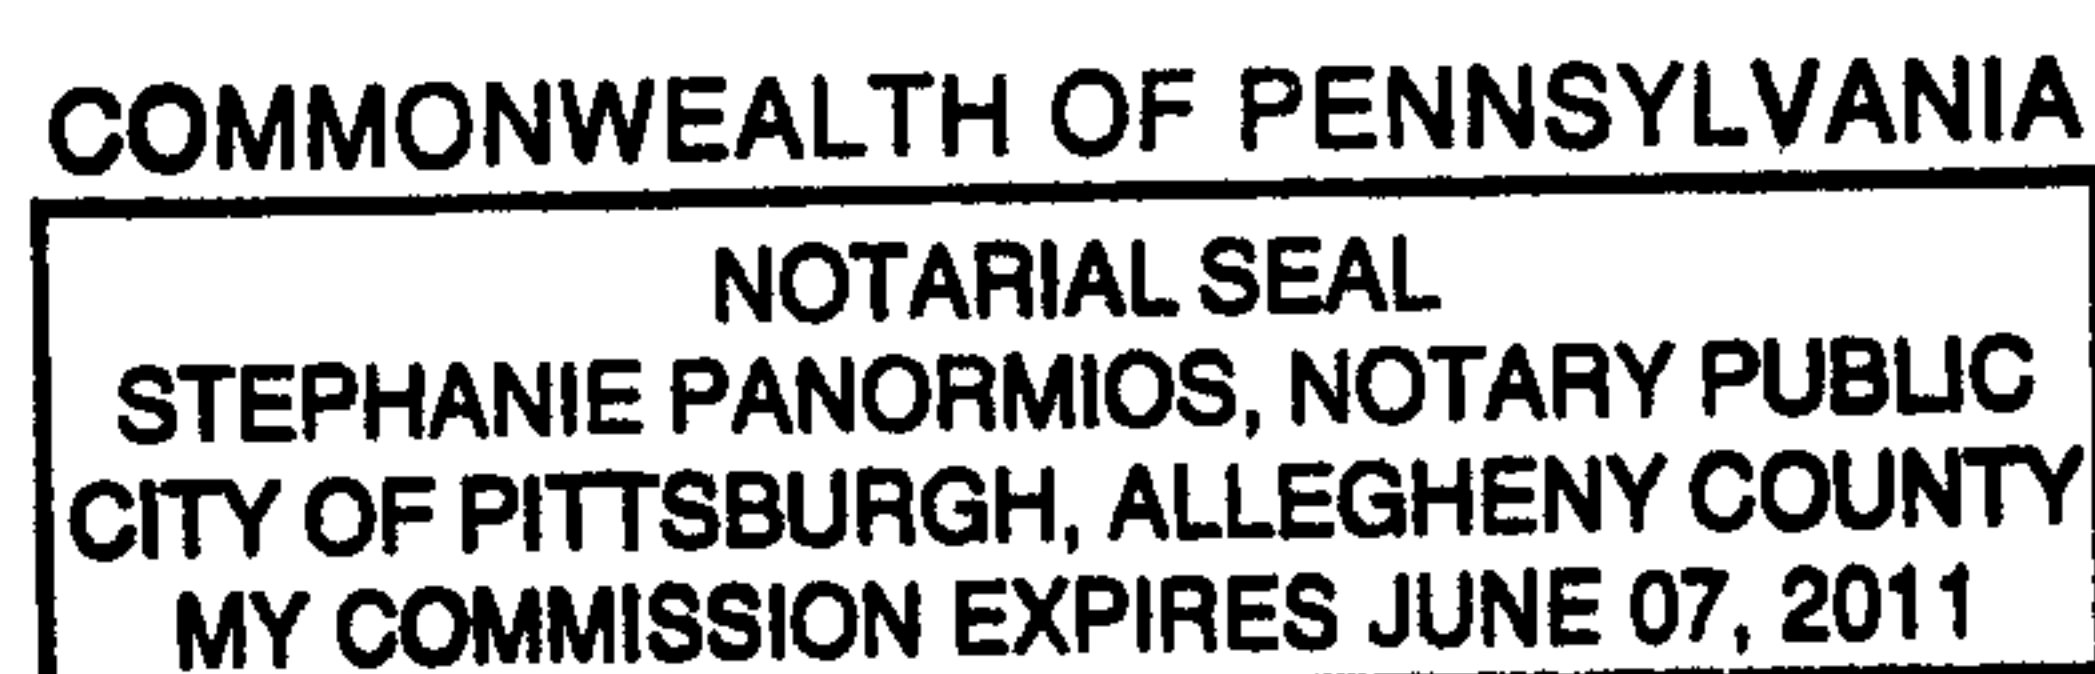 COMMONWEALTH OF PENNSYLVANIA
NOTARIAL SEAL
STEPHANIE PANORMIOS, NOTARY PUBLIC
CITY OF PITTSBURGH, ALLEGHENY COUNTY
MY COMMISSION EXPIRES JUNE 07, 2011